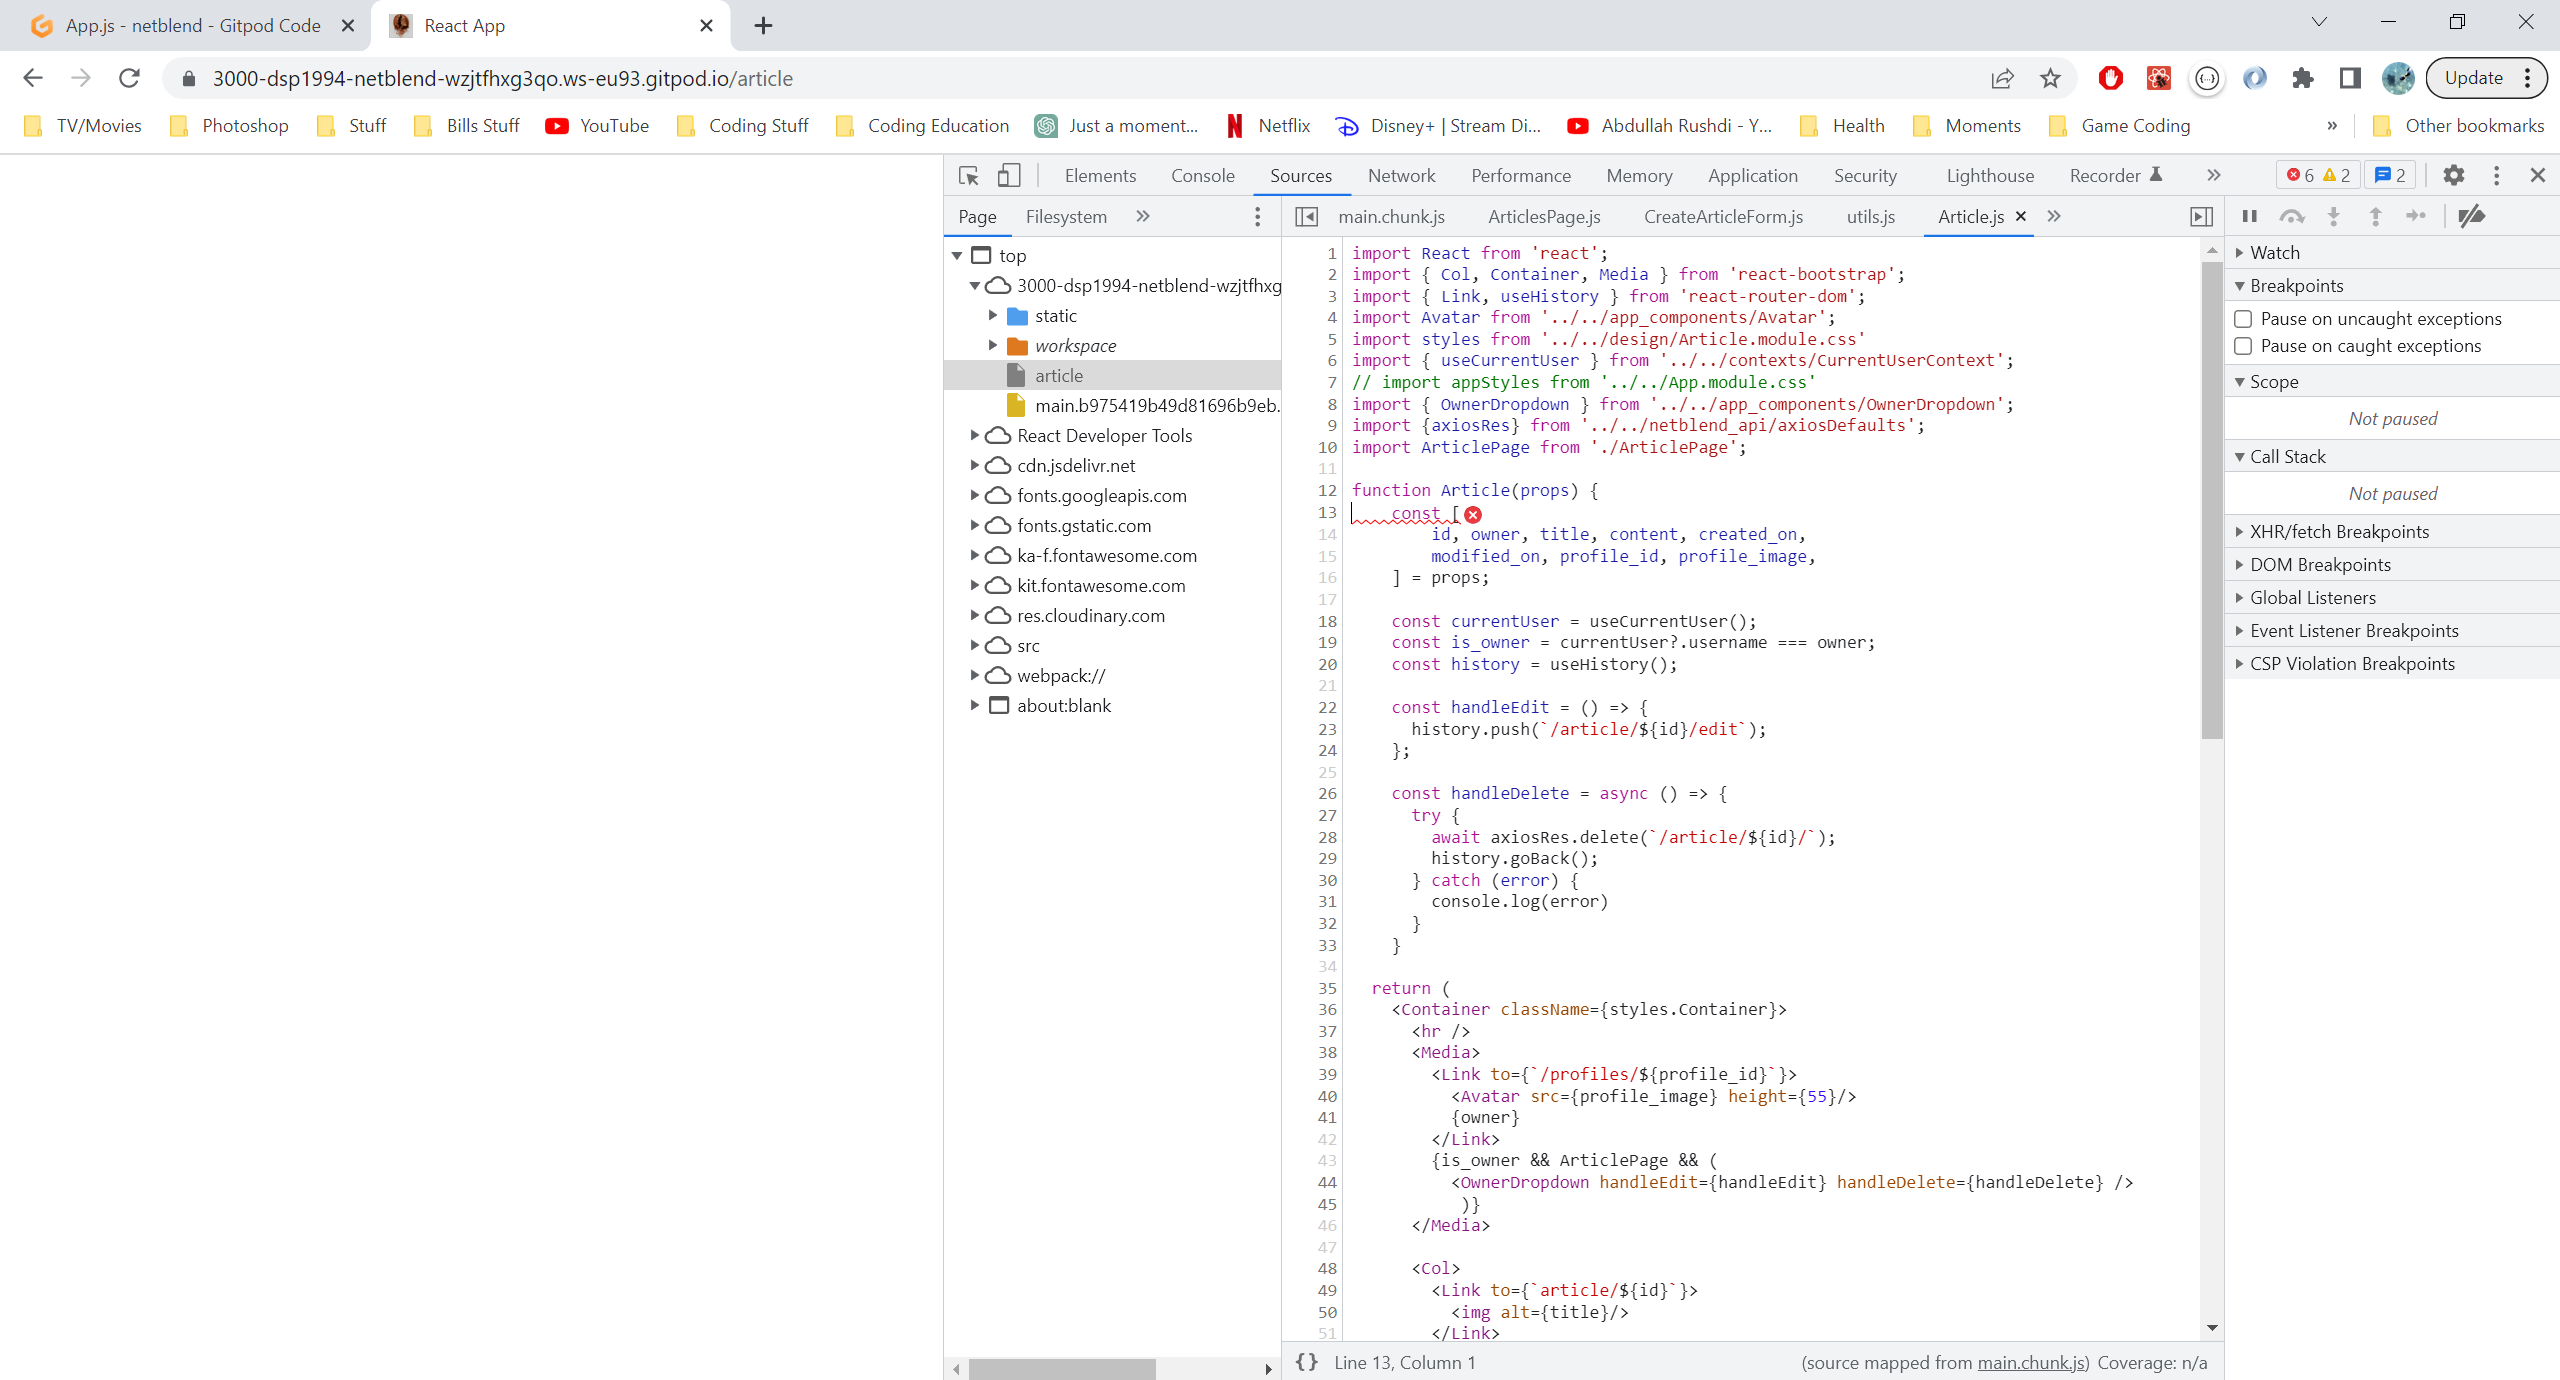 App.js - netblend - Gitpod Code
React App
3000-dsp1994-netblend-wzjtfhxg3qo.ws-eu93.gitpod.io/article
Update
TV/Movies Photoshop Stuff Bills Stuff YouTube Coding Stuff Coding Education Just a moment... Netflix Disney+ | Stream Di... Abdullah Rushdi - Y... Health Moments Game Coding » Other bookmarks
Elements Console Sources Network Performance Memory Application Security Lighthouse Recorder » 6 2 2
Page Filesystem »
main.chunk.js ArticlesPage.js CreateArticleForm.js utils.js Article.js »
top
3000-dsp1994-netblend-wzjtfhxg
static
workspace
article
main.b975419b49d81696b9eb.
React Developer Tools
cdn.jsdelivr.net
fonts.googleapis.com
fonts.gstatic.com
ka-f.fontawesome.com
kit.fontawesome.com
res.cloudinary.com
src
webpack://
about:blank
1 import React from 'react';
2 import { Col, Container, Media } from 'react-bootstrap';
3 import { Link, useHistory } from 'react-router-dom';
4 import Avatar from '../../app_components/Avatar';
5 import styles from '../../design/Article.module.css'
6 import { useCurrentUser } from '../../contexts/CurrentUserContext';
7 // import appStyles from '../../App.module.css'
8 import { OwnerDropdown } from '../../app_components/OwnerDropdown';
9 import {axiosRes} from '../../netblend_api/axiosDefaults';
10 import ArticlePage from './ArticlePage';
11
12 function Article(props) {
13     const [
14         id, owner, title, content, created_on,
15         modified_on, profile_id, profile_image,
16     ] = props;
17
18     const currentUser = useCurrentUser();
19     const is_owner = currentUser?.username === owner;
20     const history = useHistory();
21
22     const handleEdit = () => {
23       history.push(`/article/${id}/edit`);
24     };
25
26     const handleDelete = async () => {
27       try {
28         await axiosRes.delete(`/article/${id}/`);
29         history.goBack();
30       } catch (error) {
31         console.log(error)
32       }
33     }
34
35   return (
36     <Container className={styles.Container}>
37       <hr />
38       <Media>
39         <Link to={`/profiles/${profile_id}`}>
40           <Avatar src={profile_image} height={55}/>
41           {owner}
42         </Link>
43         {is_owner && ArticlePage && (
44           <OwnerDropdown handleEdit={handleEdit} handleDelete={handleDelete} />
45            )}
46       </Media>
47
48       <Col>
49         <Link to={`article/${id}`}>
50           <img alt={title}/>
51         </Link>
{} Line 13, Column 1
(source mapped from main.chunk.js) Coverage: n/a
Watch
Breakpoints
Pause on uncaught exceptions
Pause on caught exceptions
Scope
Not paused
Call Stack
Not paused
XHR/fetch Breakpoints
DOM Breakpoints
Global Listeners
Event Listener Breakpoints
CSP Violation Breakpoints